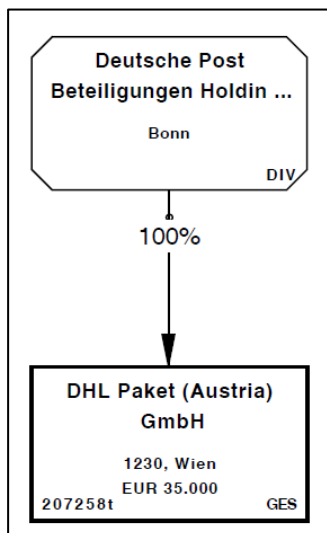 Deutsche Post
Beteiligungen Holdin ...
Bonn
DIV
100%
DHL Paket (Austria)
GmbH
1230, Wien
EUR 35.000
207258t GES